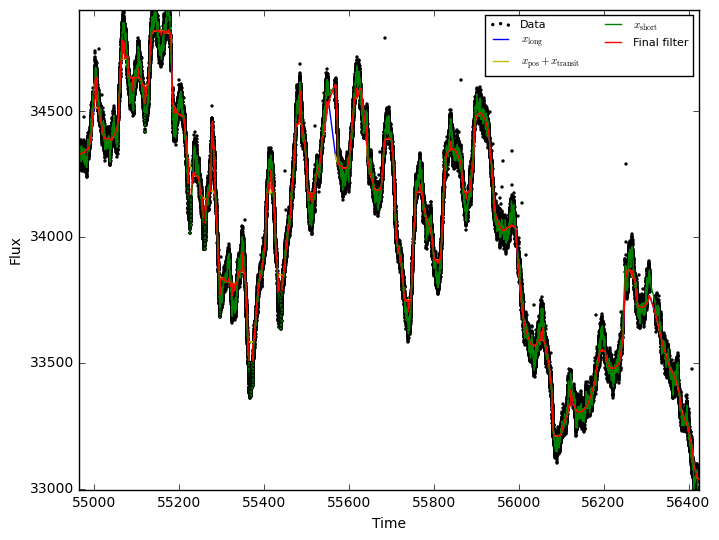 Data
x_long
x_pos + x_transit
x_short
Final filter
34500
34000
33500
33000
Flux
55000 55200 55400 55600 55800 56000 56200 56400
Time